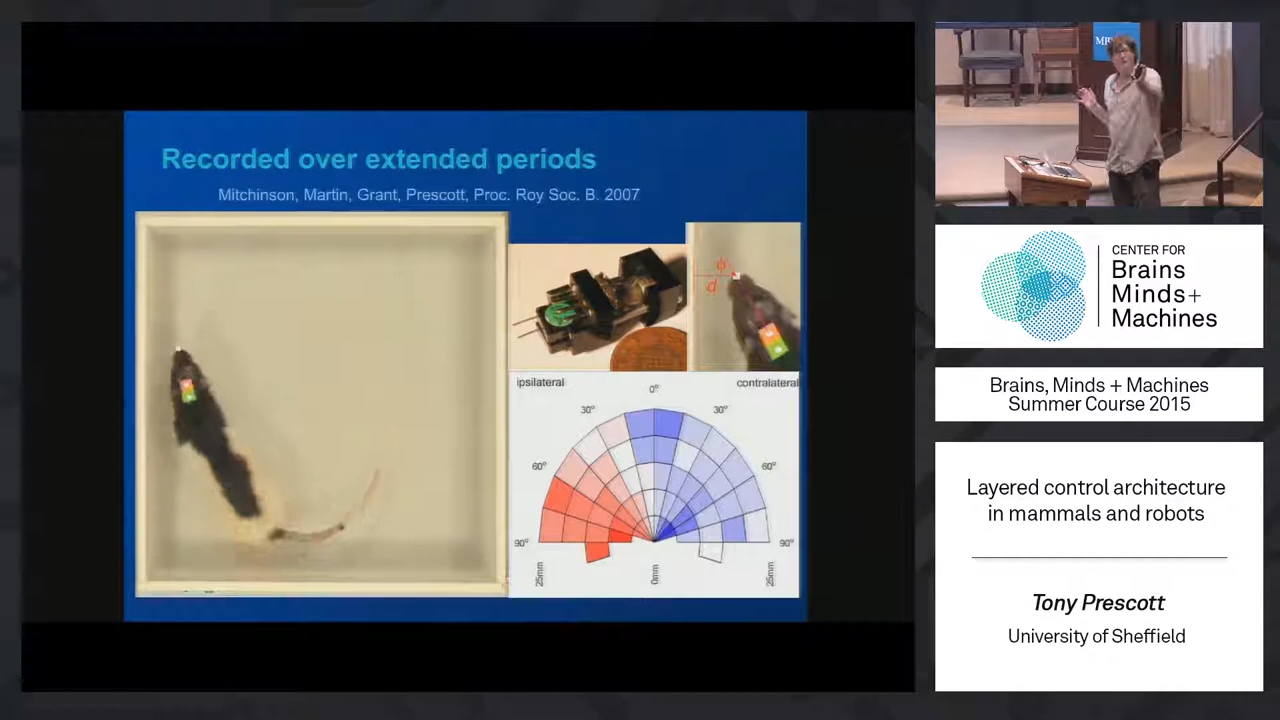 Recorded over extended periods
Mitchinson, Martin, Grant, Prescott, Proc. Roy Soc. B. 2007
ϕ
d
ipsilateral
contralateral
0°
30°
30°
60°
60°
90°
90°
25mm
0mm
25mm
CENTER FOR
Brains
Minds+
Machines
Brains, Minds + Machines
Summer Course 2015
Layered control architecture
in mammals and robots
Tony Prescott
University of Sheffield